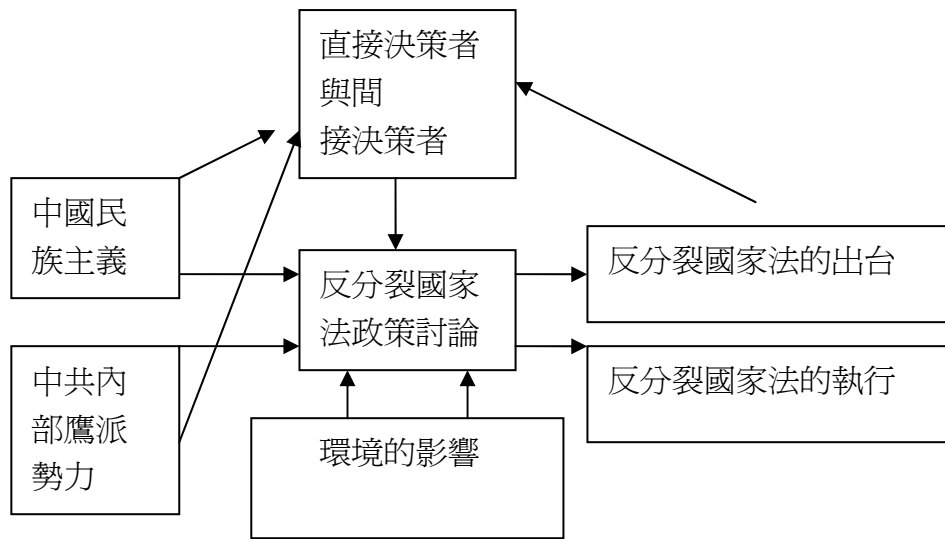 直接決策者
與間
接決策者
中國民
族主義
反分裂國家
法政策討論
反分裂國家法的出台
中共內
部鷹派
勢力
反分裂國家法的執行
環境的影響